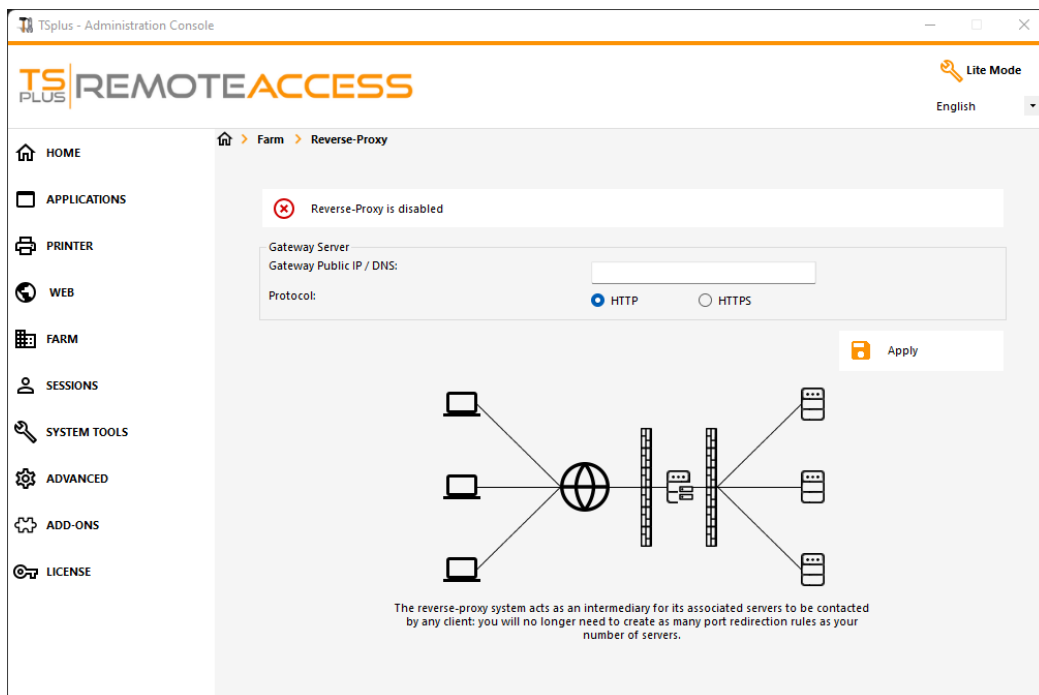 TSplus - Administration Console
TS PLUS REMOTEACCESS
Lite Mode
English
HOME
APPLICATIONS
PRINTER
WEB
FARM
SESSIONS
SYSTEM TOOLS
ADVANCED
ADD-ONS
LICENSE
Farm > Reverse-Proxy
Reverse-Proxy is disabled
Gateway Server
Gateway Public IP / DNS:
Protocol:
HTTP
HTTPS
Apply
The reverse-proxy system acts as an intermediary for its associated servers to be contacted
by any client: you will no longer need to create as many port redirection rules as your
number of servers.